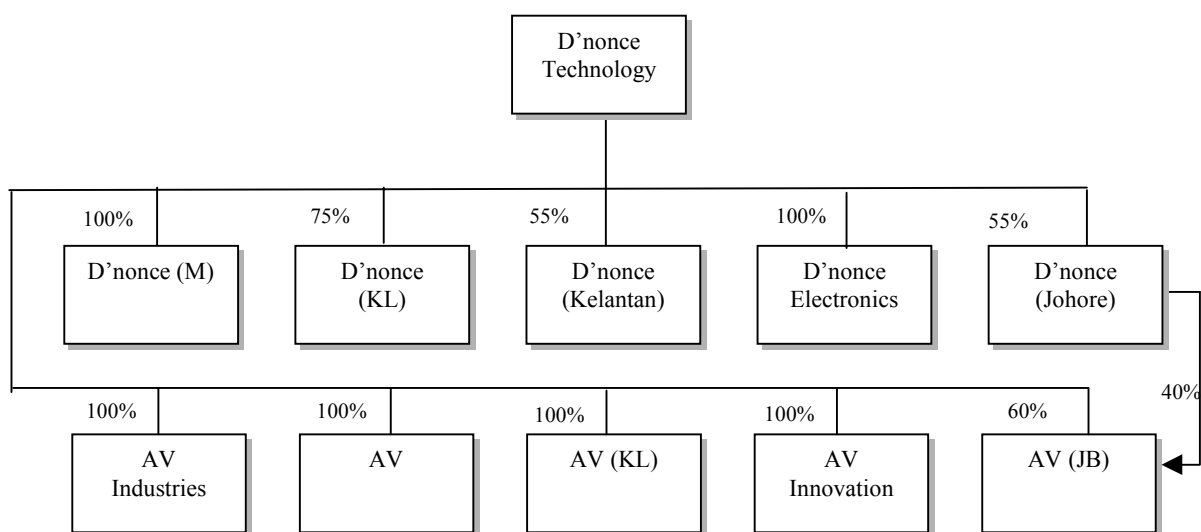 D’nonce
Technology
100%
75%
55%
100%
55%
D’nonce (M)
D’nonce
(KL)
D’nonce
(Kelantan)
D’nonce
Electronics
D’nonce
(Johore)
40%
100%
100%
100%
100%
60%
AV
Industries
AV
AV (KL)
AV
Innovation
AV (JB)